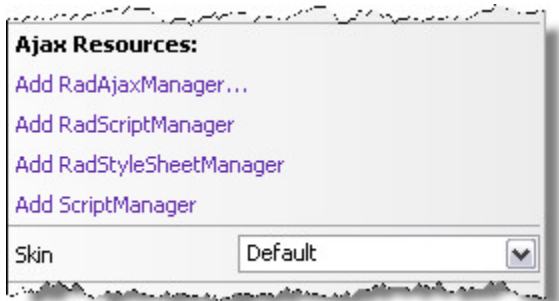 Ajax Resources:
Add RadAjaxManager...
Add RadScriptManager
Add RadStyleSheetManager
Add ScriptManager
Skin Default